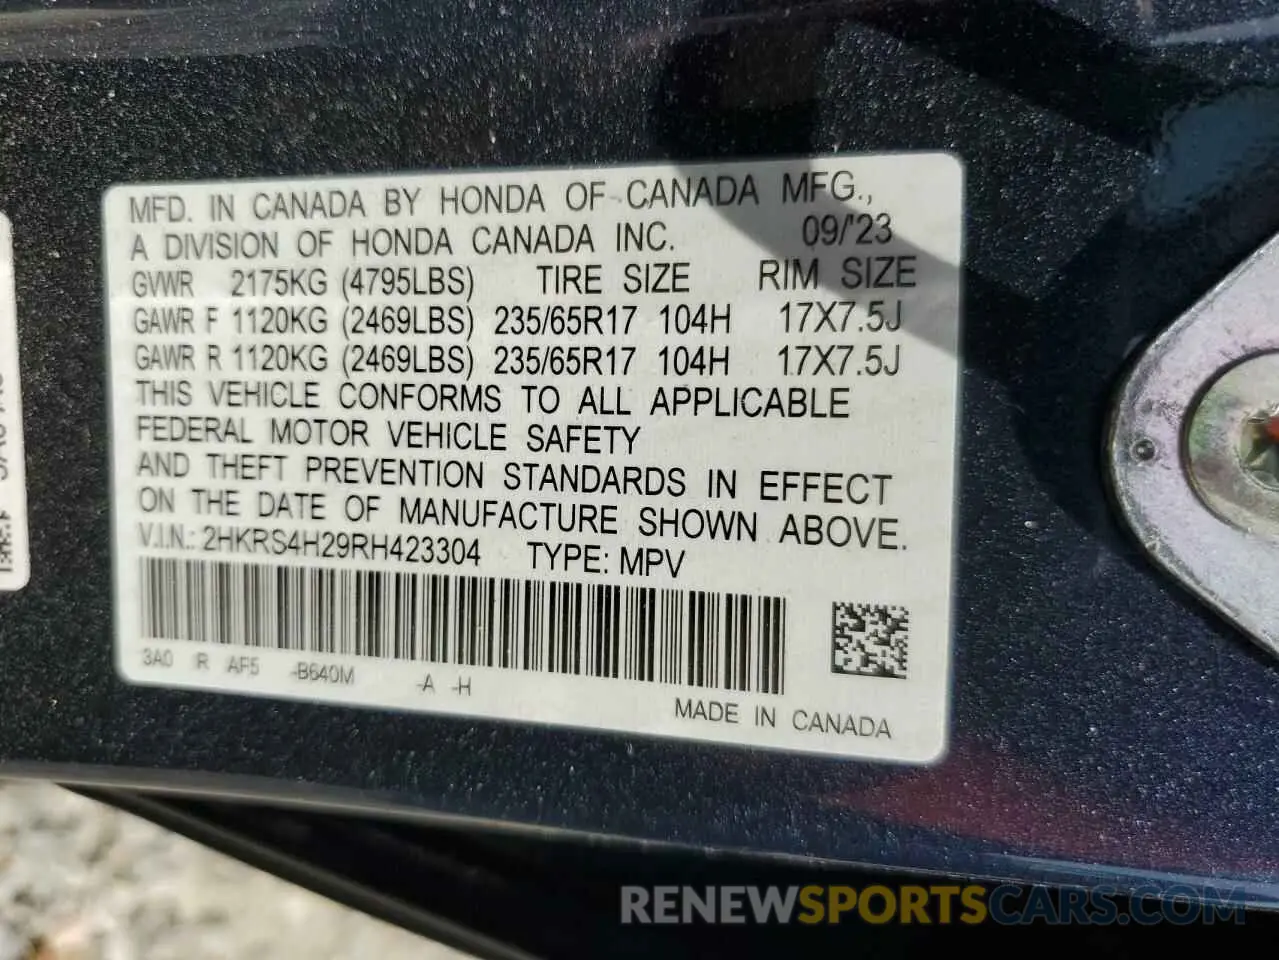 MFD. IN CANADA BY HONDA OF CANADA MFG.,
A DIVISION OF HONDA CANADA INC. 09/'23
GVWR 2175KG (4795LBS) TIRE SIZE RIM SIZE
GAWR F 1120KG (2469LBS) 235/65R17 104H 17X7.5J
GAWR R 1120KG (2469LBS) 235/65R17 104H 17X7.5J
THIS VEHICLE CONFORMS TO ALL APPLICABLE
FEDERAL MOTOR VEHICLE SAFETY
AND THEFT PREVENTION STANDARDS IN EFFECT
ON THE DATE OF MANUFACTURE SHOWN ABOVE.
V.I.N.: 2HKRS4H29RH423304 TYPE: MPV
3A0 R AF5 -B640M -A -H
MADE IN CANADA
RENEWSPORTSCARS.COM